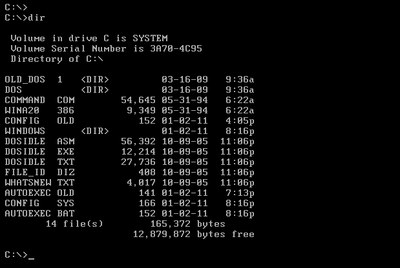 C:\>
C:\>dir
Volume in drive C is SYSTEM
Volume Serial Number is 3A70-4C95
Directory of C:\
OLD_DOS 1 <DIR> 03-16-09 9:36a
DOS <DIR> 03-16-09 9:36a
COMMAND COM 54,645 05-31-94 6:22a
WINA20 386 9,349 05-31-94 6:22a
CONFIG OLD 152 01-02-11 4:05p
WINDOWS <DIR> 01-02-11 8:16p
DOSIDLE ASM 56,392 10-09-05 11:06p
DOSIDLE EXE 12,214 10-09-05 11:06p
DOSIDLE TXT 27,736 10-09-05 11:06p
FILE_ID DIZ 408 10-09-05 11:06p
WHATSNEW TXT 4,017 10-09-05 11:06p
AUTOEXEC OLD 141 01-02-11 7:13p
CONFIG SYS 166 01-02-11 8:16p
AUTOEXEC BAT 152 01-02-11 8:16p
14 file(s) 165,372 bytes
12,879,872 bytes free
C:\>_